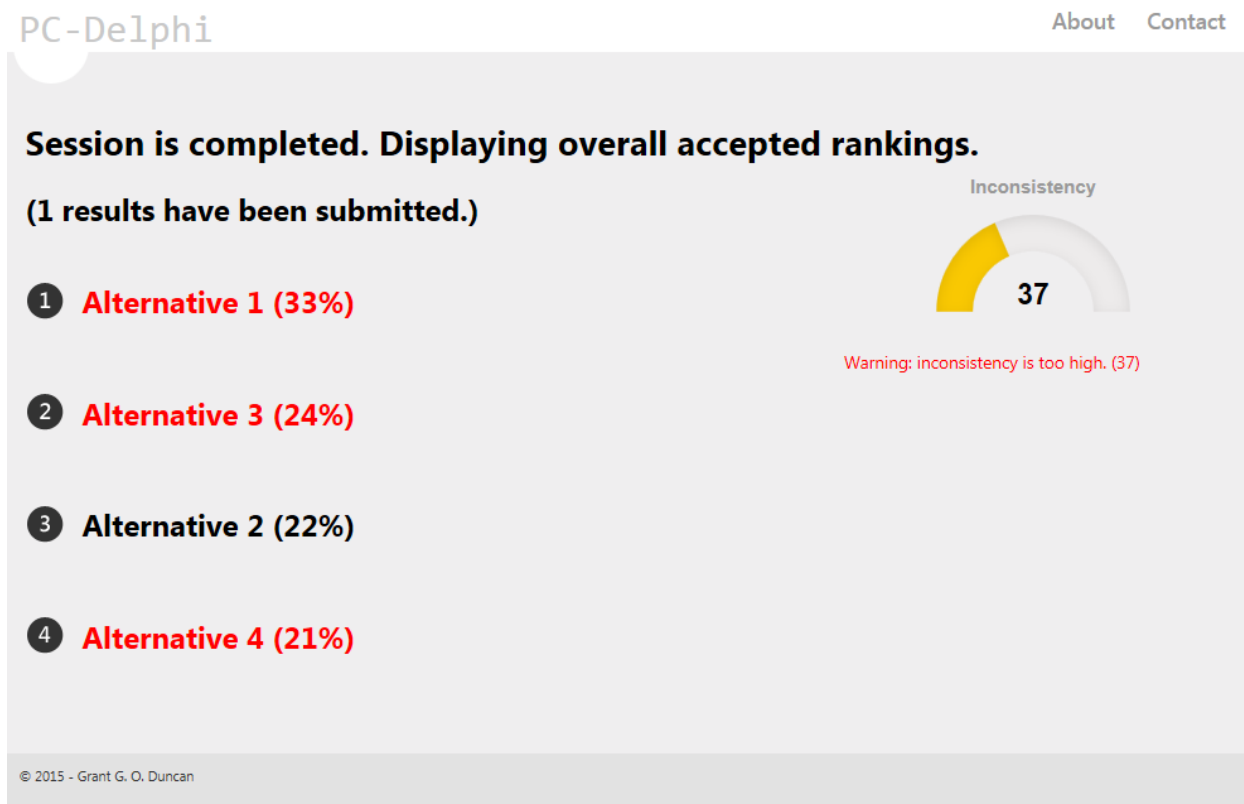 PC-Delphi
About Contact
Session is completed. Displaying overall accepted rankings.
(1 results have been submitted.)
Inconsistency
37
Warning: inconsistency is too high. (37)
1 Alternative 1 (33%)
2 Alternative 3 (24%)
3 Alternative 2 (22%)
4 Alternative 4 (21%)
© 2015 - Grant G. O. Duncan